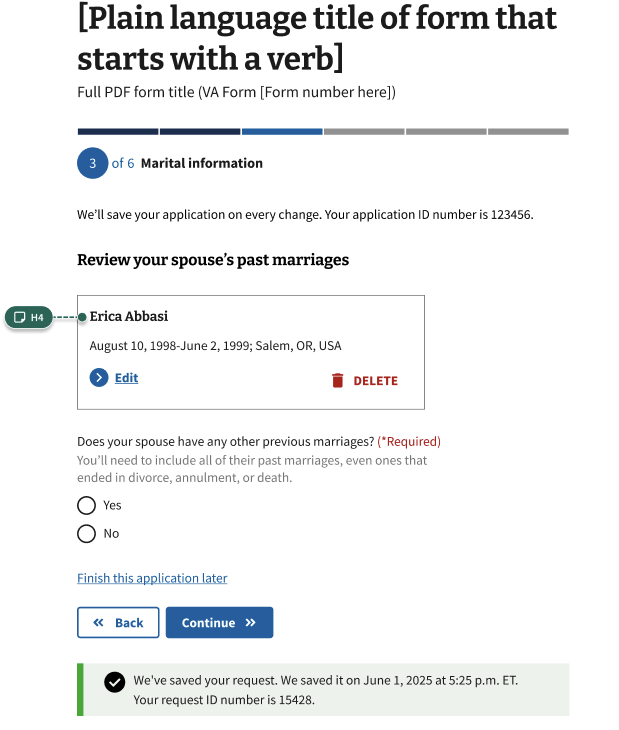 [Plain language title of form that
starts with a verb]
Full PDF form title (VA Form [Form number here])
3 of 6 Marital information
We'll save your application on every change. Your application ID number is 123456.
Review your spouse's past marriages
H4
Erica Abbasi
August 10, 1998-June 2, 1999; Salem, OR, USA
Edit
DELETE
Does your spouse have any other previous marriages? (*Required)
You'll need to include all of their past marriages, even ones that
ended in divorce, annulment, or death.
Yes
No
Finish this application later
Back
Continue
We've saved your request. We saved it on June 1, 2025 at 5:25 p.m. ET.
Your request ID number is 15428.